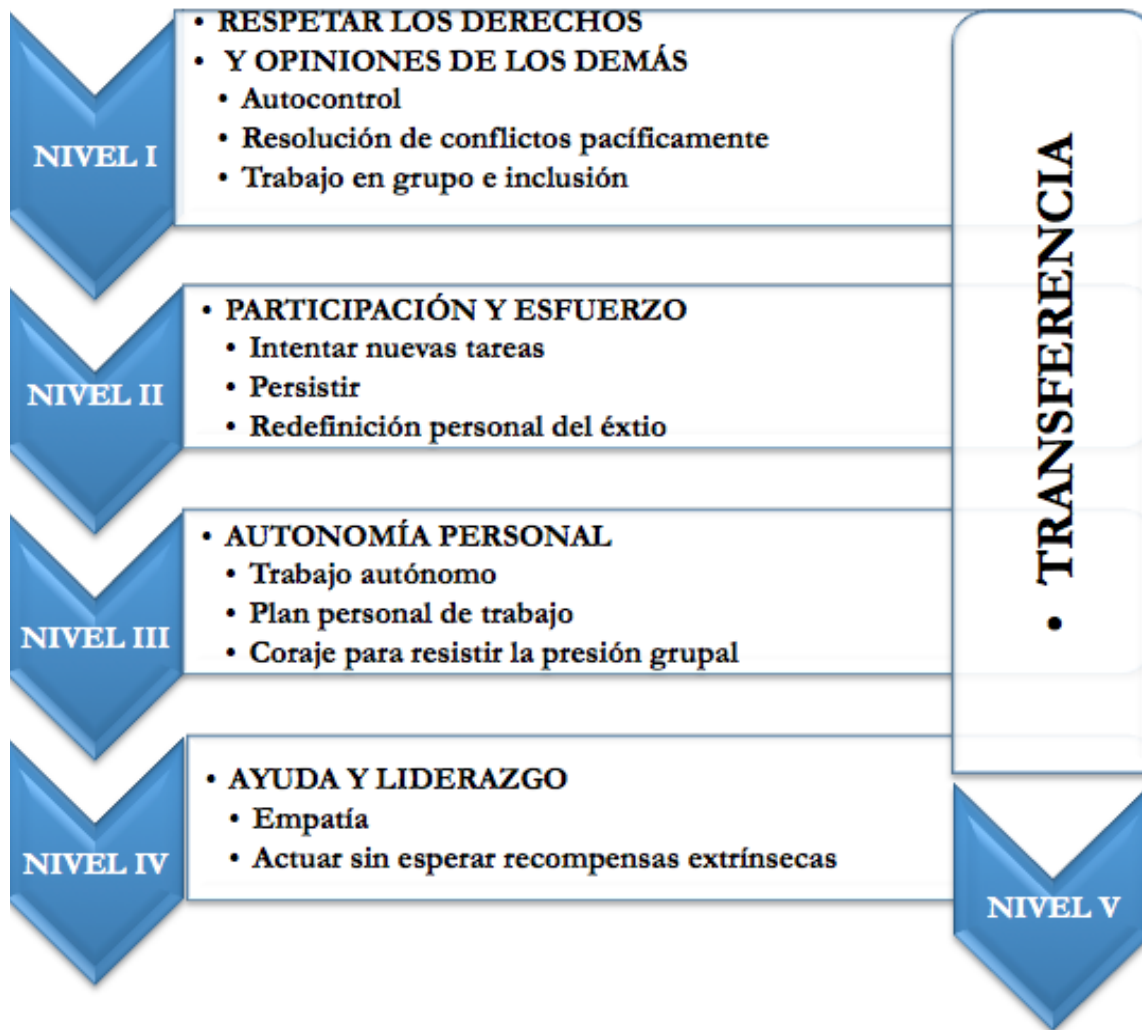 • RESPETAR LOS DERECHOS
• Y OPINIONES DE LOS DEMÁS
• Autocontrol
• Resolución de conflictos pacíficamente
• Trabajo en grupo e inclusión
NIVEL I
• PARTICIPACIÓN Y ESFUERZO
• Intentar nuevas tareas
• Persistir
• Redefinición personal del éxtio
NIVEL II
• AUTONOMÍA PERSONAL
• Trabajo autónomo
• Plan personal de trabajo
• Coraje para resistir la presión grupal
NIVEL III
• AYUDA Y LIDERAZGO
• Empatía
• Actuar sin esperar recompensas extrínsecas
NIVEL IV
• TRANSFERENCIA
NIVEL V